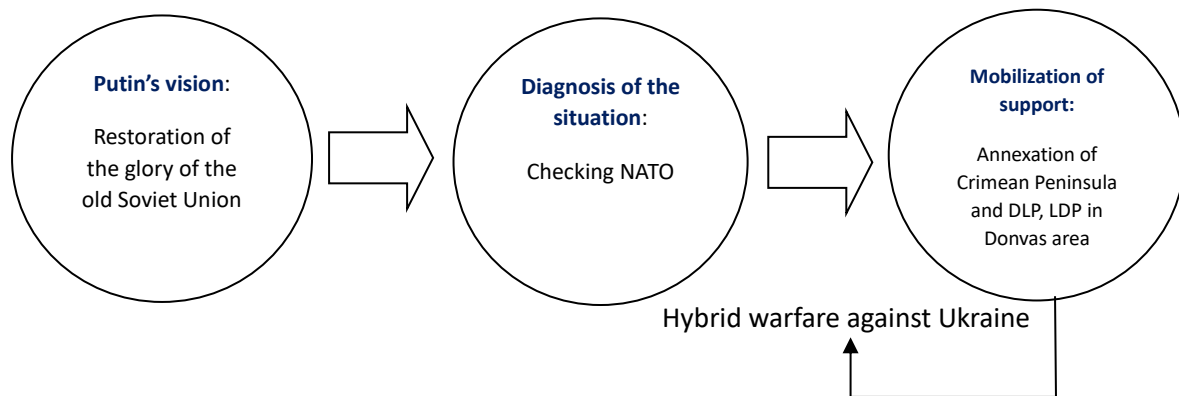 Putin's vision:
Restoration of
the glory of the
old Soviet Union
Diagnosis of the
situation:
Checking NATO
Mobilization of
support:
Annexation of
Crimean Peninsula
and DLP, LDP in
Donvas area
Hybrid warfare against Ukraine